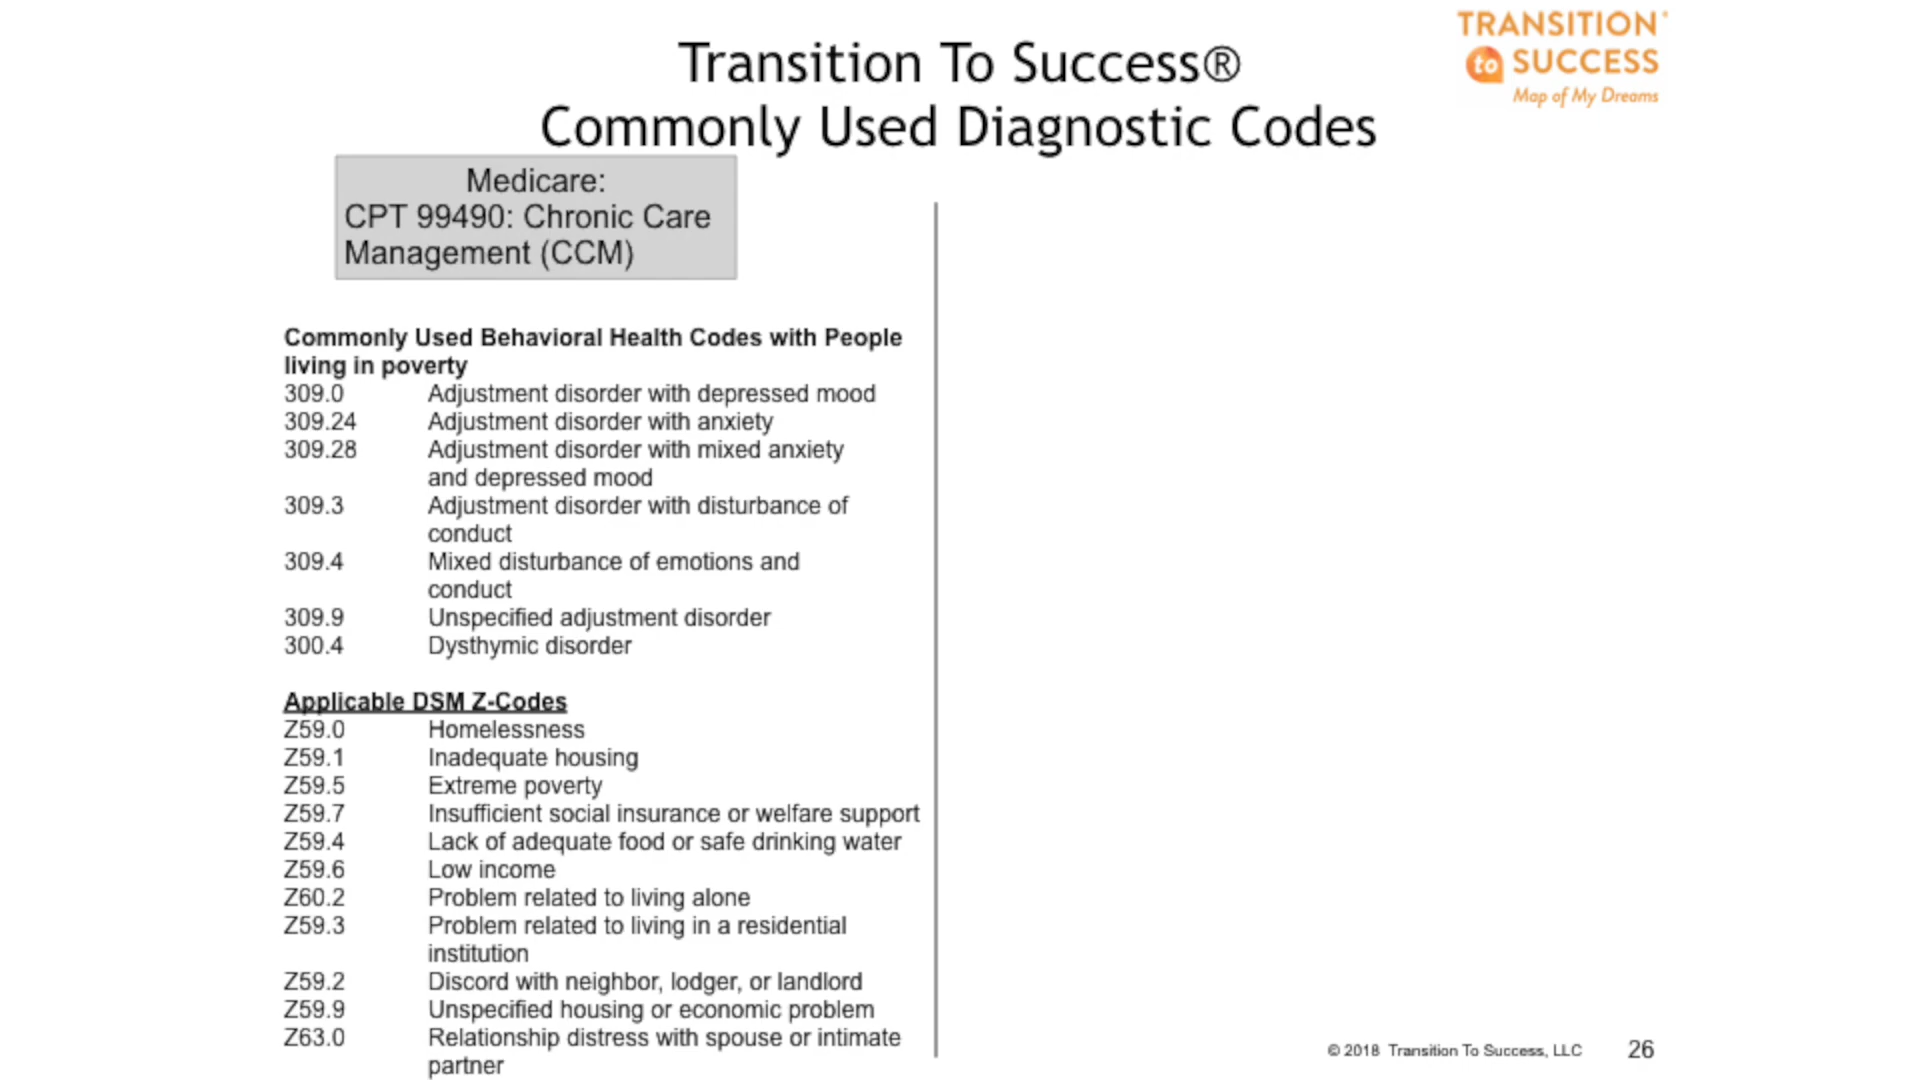 Transition To Success®
Commonly Used Diagnostic Codes
TRANSITION
to SUCCESS
Map of My Dreams
Medicare:
CPT 99490: Chronic Care
Management (CCM)
Commonly Used Behavioral Health Codes with People
living in poverty
309.0 Adjustment disorder with depressed mood
309.24 Adjustment disorder with anxiety
309.28 Adjustment disorder with mixed anxiety
and depressed mood
309.3 Adjustment disorder with disturbance of
conduct
309.4 Mixed disturbance of emotions and
conduct
309.9 Unspecified adjustment disorder
300.4 Dysthymic disorder
Applicable DSM Z-Codes
Z59.0 Homelessness
Z59.1 Inadequate housing
Z59.5 Extreme poverty
Z59.7 Insufficient social insurance or welfare support
Z59.4 Lack of adequate food or safe drinking water
Z59.6 Low income
Z60.2 Problem related to living alone
Z59.3 Problem related to living in a residential
institution
Z59.2 Discord with neighbor, lodger, or landlord
Z59.9 Unspecified housing or economic problem
Z63.0 Relationship distress with spouse or intimate
partner
© 2018 Transition To Success, LLC 26